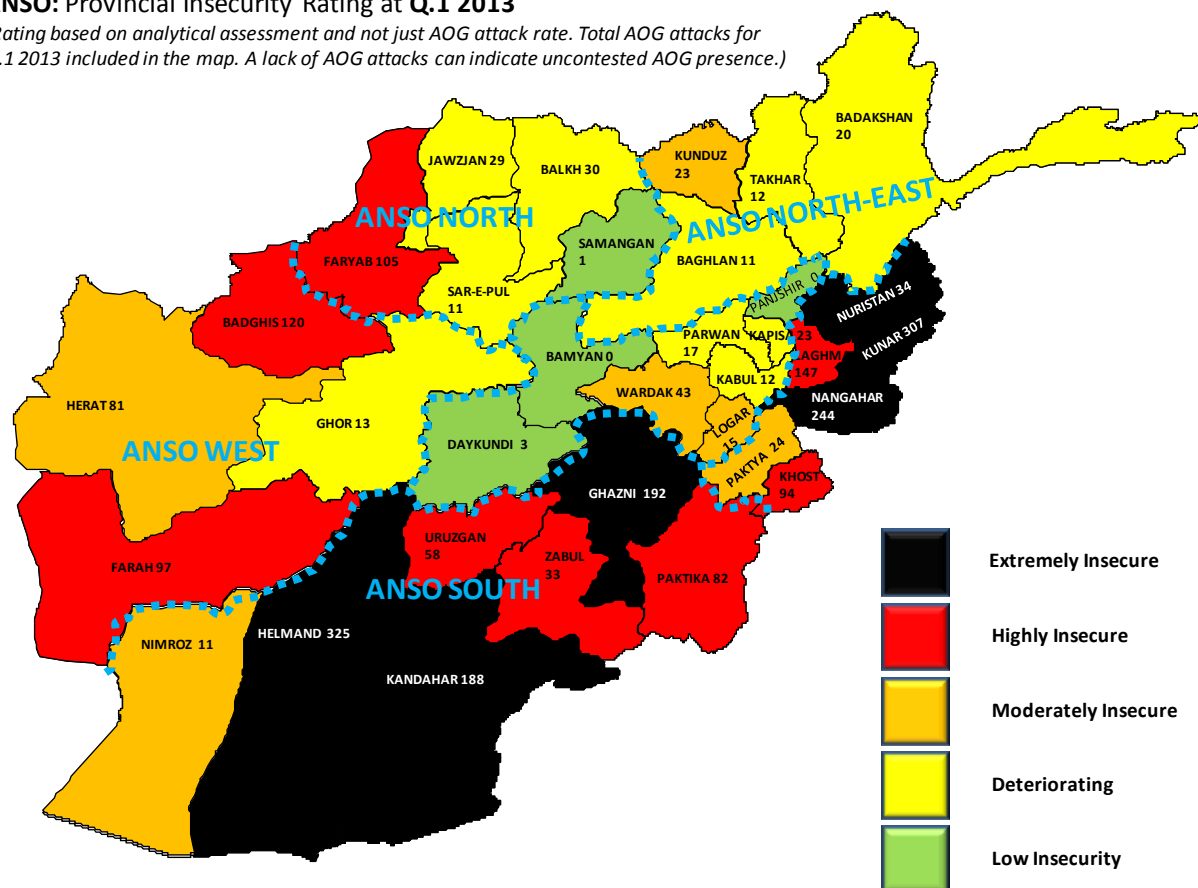 ANSO: Provincial Insecurity Rating at Q.1 2013
Rating based on analytical assessment and not just AOG attack rate. Total AOG attacks for
.1 2013 included in the map. A lack of AOG attacks can indicate uncontested AOG presence.)
BADAKSHAN
20
JAWZJAN 29
BALKH 30
KUNDUZ
23
TAKHAR
12
ANSO NORTH
ANSO NORTH-EAST
SAMANGAN
1
FARYAB 105
BAGHLAN 11
PANJSHIR 0
SAR-E-PUL
11
NURISTAN 34
BADGHIS 120
KUNAR 307
PARWAN
17
KAPISA 23
BAMYAN 0
LAGHM
147
KABUL 12
WARDAK 43
NANGAHAR
244
HERAT 81
GHOR 13
LOGAR
15
ANSO WEST
DAYKUNDI 3
PAKTYA 24
KHOST
94
GHAZNI 192
URUZGAN
58
ZABUL
33
FARAH 97
PAKTIKA 82
ANSO SOUTH
NIMROZ 11
HELMAND 325
KANDAHAR 188
Extremely Insecure
Highly Insecure
Moderately Insecure
Deteriorating
Low Insecurity